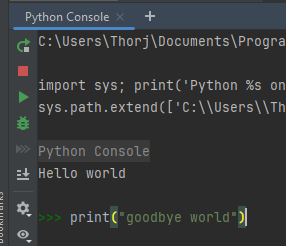 Python Console
C:\Users\Thorj\Documents\Progra
import sys; print('Python %s on
sys.path.extend(['C:\\Users\\Th
Python Console
Hello world
>>> print("goodbye world")
ookmarks